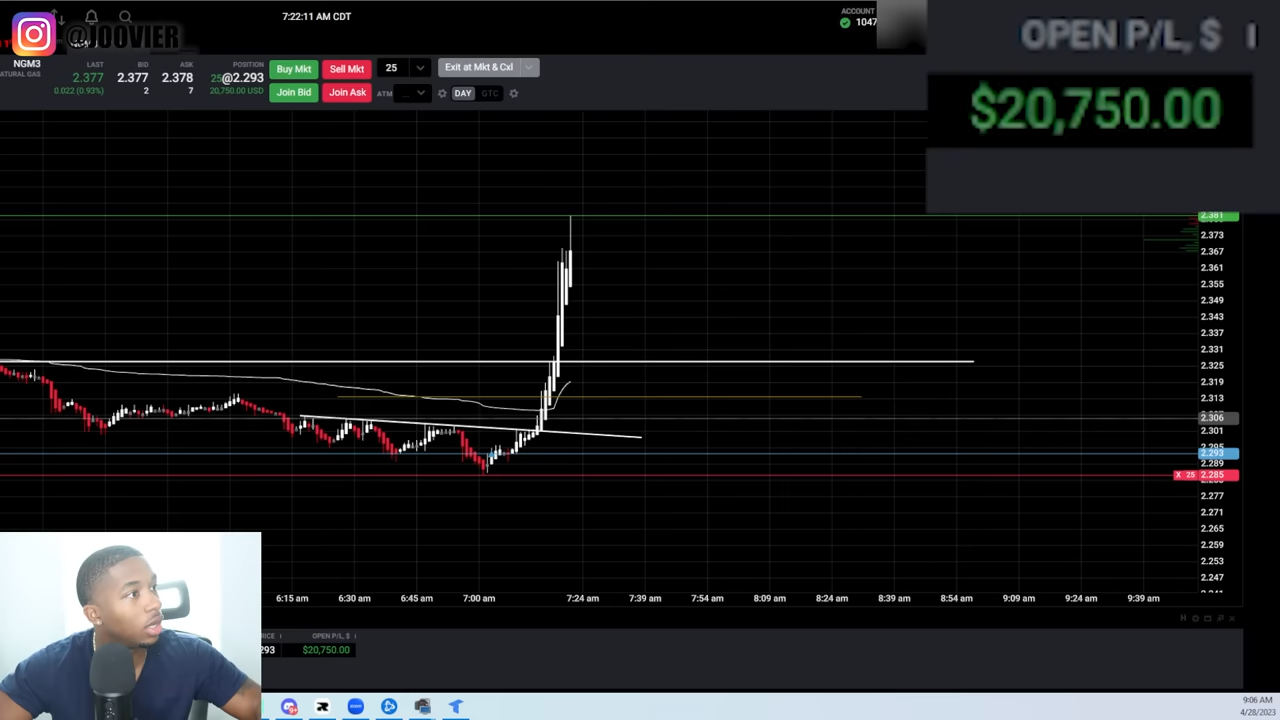 7:22:11 AM CDT
ACCOUNT
1047
OPEN P/L, $
@JOOVIER_
NGM3
NATURAL GAS
LAST
2.377
0.022 (0.93%)
BID
2.377
2
ASK
2.378
7
POSITION
25@2.293
20,750.00 USD
Buy Mkt
Sell Mkt
25
Exit at Mkt & Cxl
Join Bid
Join Ask
ATM
DAY
GTC
$20,750.00
2.381
2.373
2.367
2.361
2.355
2.349
2.343
2.337
2.331
2.325
2.319
2.313
2.306
2.301
2.295
2.293
2.289
X 25 2.285
2.277
2.271
2.265
2.259
2.253
2.247
6:15 am
6:30 am
6:45 am
7:00 am
7:24 am
7:39 am
7:54 am
8:09 am
8:24 am
8:39 am
8:54 am
9:09 am
9:24 am
9:39 am
RICE
OPEN P/L, $
293
$20,750.00
9:06 AM
4/28/2023